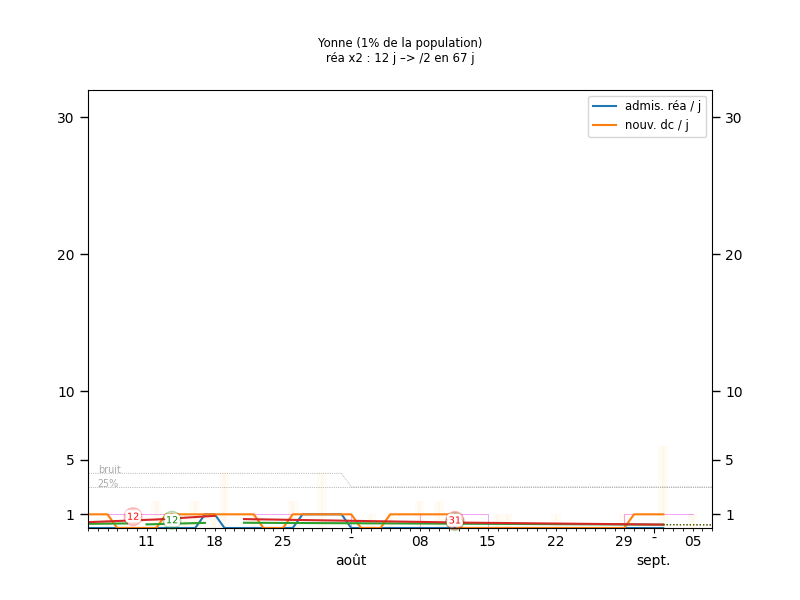 Yonne (1% de la population)
réa x2 : 12 j –> /2 en 67 j
admis. réa / j
nouv. dc / j
30 30
20 20
10 10
5 5
bruit
25%
1 12 12 31 1
11 18 25 - 08 15 22 29 - 05
août sept.